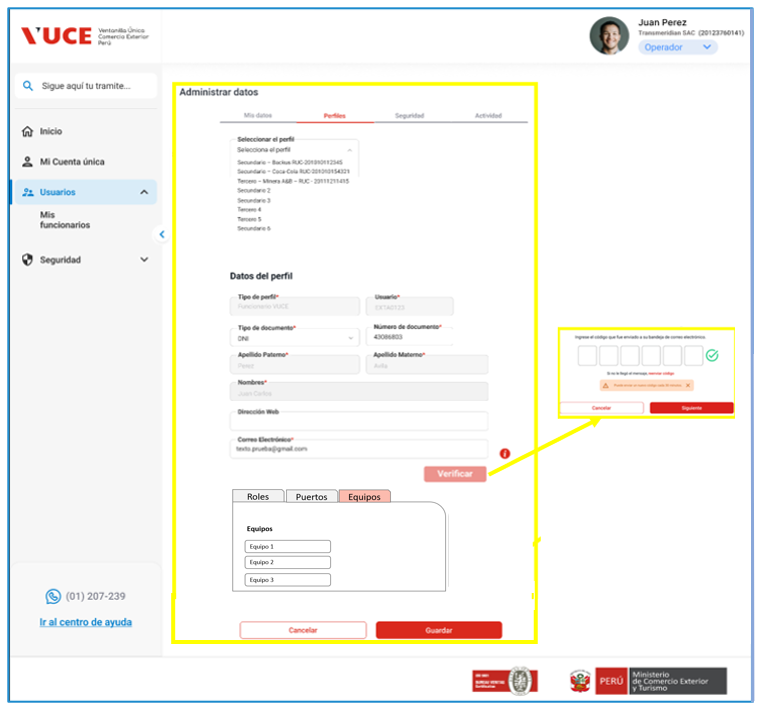 VUCE
Ventanilla Única
Comercio Exterior
Perú
Juan Perez
Transmeridian SAC (20123760141)
Operador
Sigue aquí tu tramite...
Inicio
Mi Cuenta única
Usuarios
Mis
funcionarios
Seguridad
(01) 207-239
Ir al centro de ayuda
Administrar datos
Mis datos
Perfiles
Seguridad
Actividad
Seleccionar el perfil
Selecciona el perfil
Secundario – Backus RUC-201010112345
Secundario – Coca-Cola RUC-201010154321
Tercero – Minera A&B – RUC - 20111211415
Secundario 2
Secundario 3
Tercero 4
Tercero 5
Secundario 6
Datos del perfil
Tipo de perfil*
Funcionario VUCE
Usuario*
Tipo de documento*
DNI
Número de documento*
43086803
Apellido Paterno*
Perez
Apellido Materno*
Avila
Nombres*
Juan Carlos
Dirección Web
Correo Electrónico*
texto.prueba@gmail.com
Verificar
Roles
Puertos
Equipos
Equipos
Equipo 1
Equipo 2
Equipo 3
Cancelar
Guardar
Ingrese el código que fue enviado a su bandeja de correo electrónico.
Si no le llegó el mensaje, reenviar código
Cancelar
Siguiente
BUREAU VERITAS
Certification
PERÚ
Ministerio
de Comercio Exterior
y Turismo